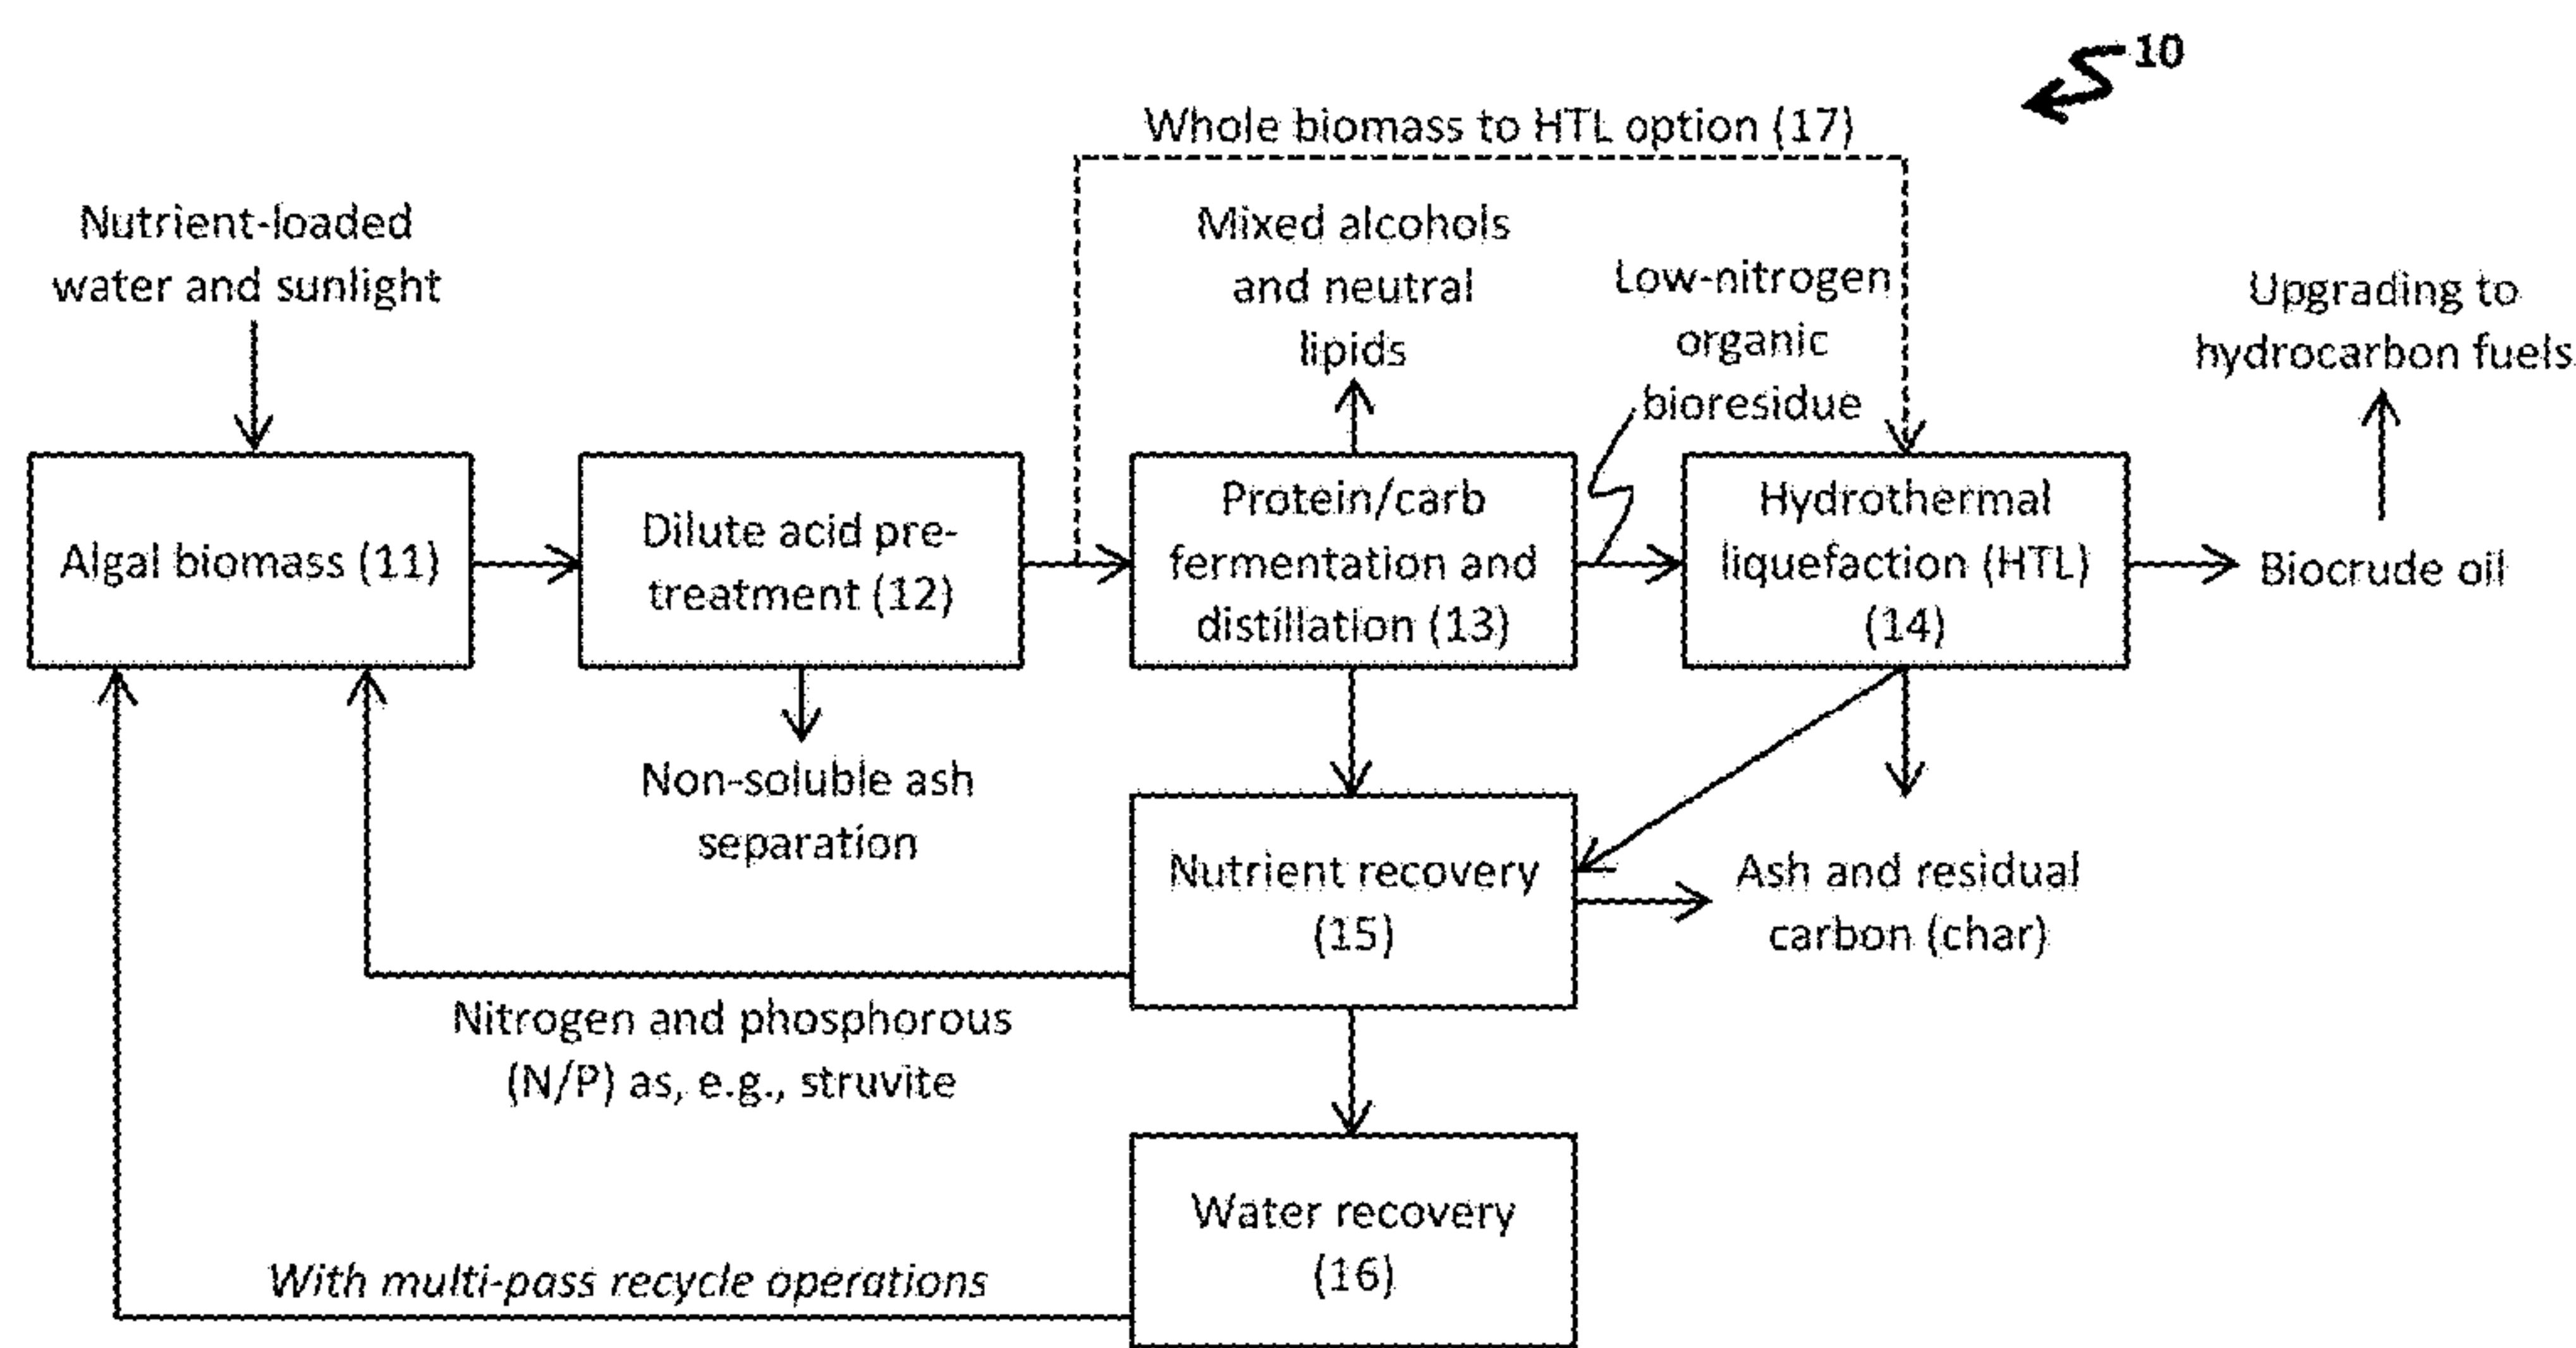 10
Whole biomass to HTL option (17)
Nutrient-loaded
water and sunlight
Mixed alcohols
and neutral
lipids
Low-nitrogen
organic
bioresidue
Upgrading to
hydrocarbon fuels
Algal biomass (11)
Dilute acid pre-
treatment (12)
Protein/carb
fermentation and
distillation (13)
Hydrothermal
liquefaction (HTL)
(14)
Biocrude oil
Non-soluble ash
separation
Nutrient recovery
(15)
Ash and residual
carbon (char)
Nitrogen and phosphorous
(N/P) as, e.g., struvite
Water recovery
(16)
With multi-pass recycle operations